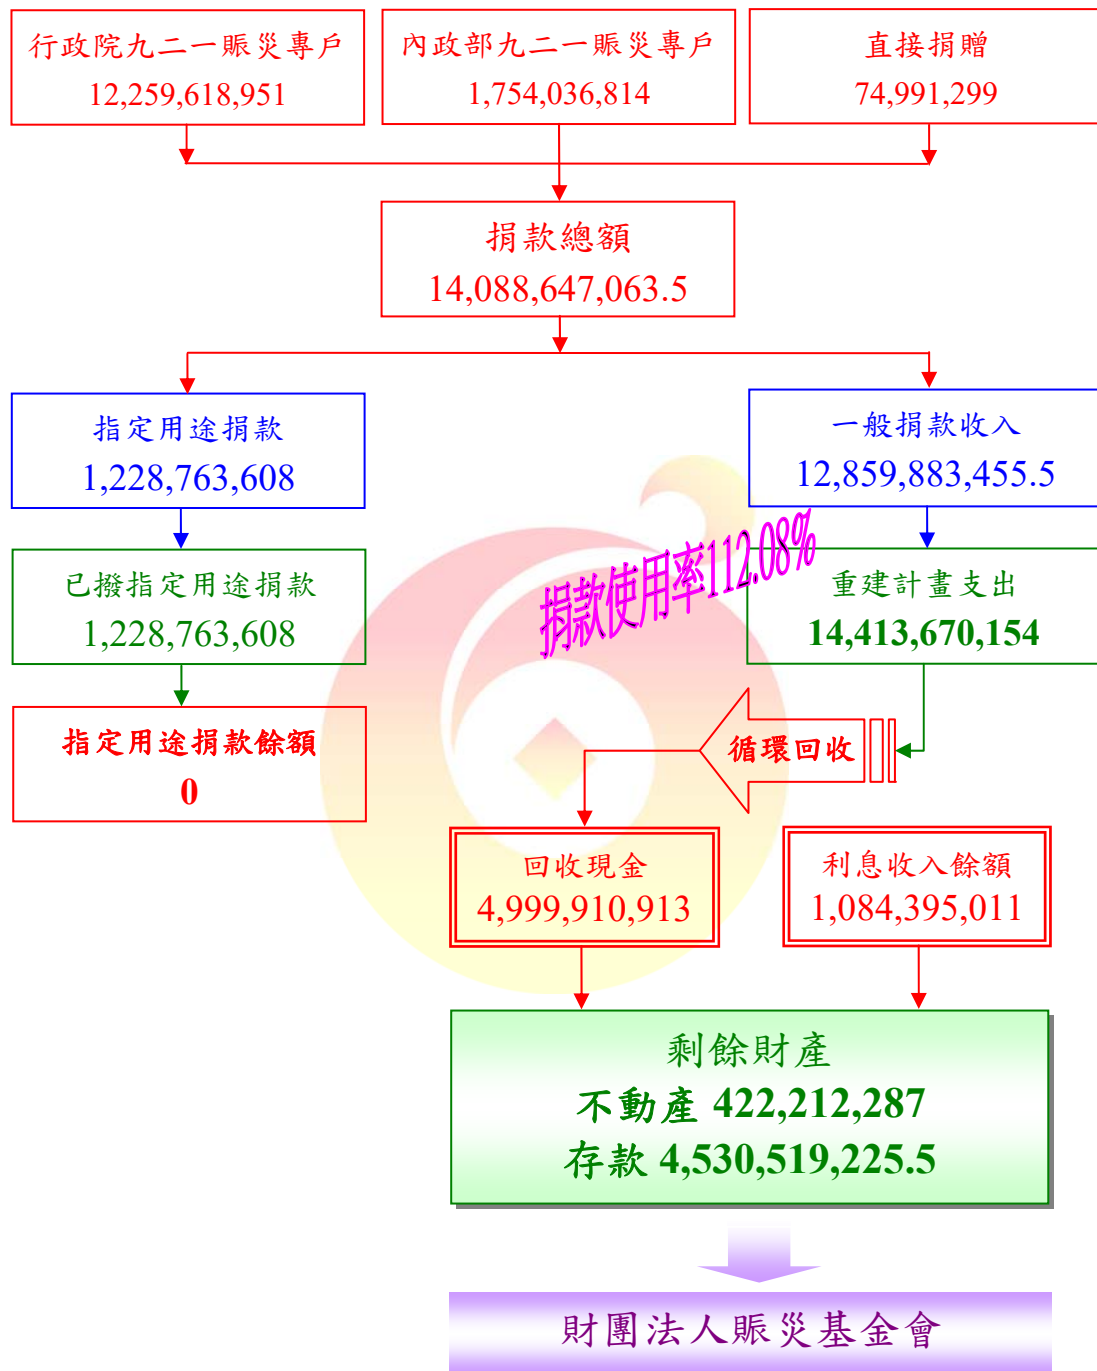 行政院九二一賑災專戶
12,259,618,951
內政部九二一賑災專戶
1,754,036,814
直接捐贈
74,991,299
捐款總額
14,088,647,063.5
指定用途捐款
1,228,763,608
一般捐款收入
12,859,883,455.5
捐款使用率112.08%
已撥指定用途捐款
1,228,763,608
重建計畫支出
14,413,670,154
指定用途捐款餘額
0
循環回收
回收現金
4,999,910,913
利息收入餘額
1,084,395,011
剩餘財產
不動產 422,212,287
存款 4,530,519,225.5
財團法人賑災基金會